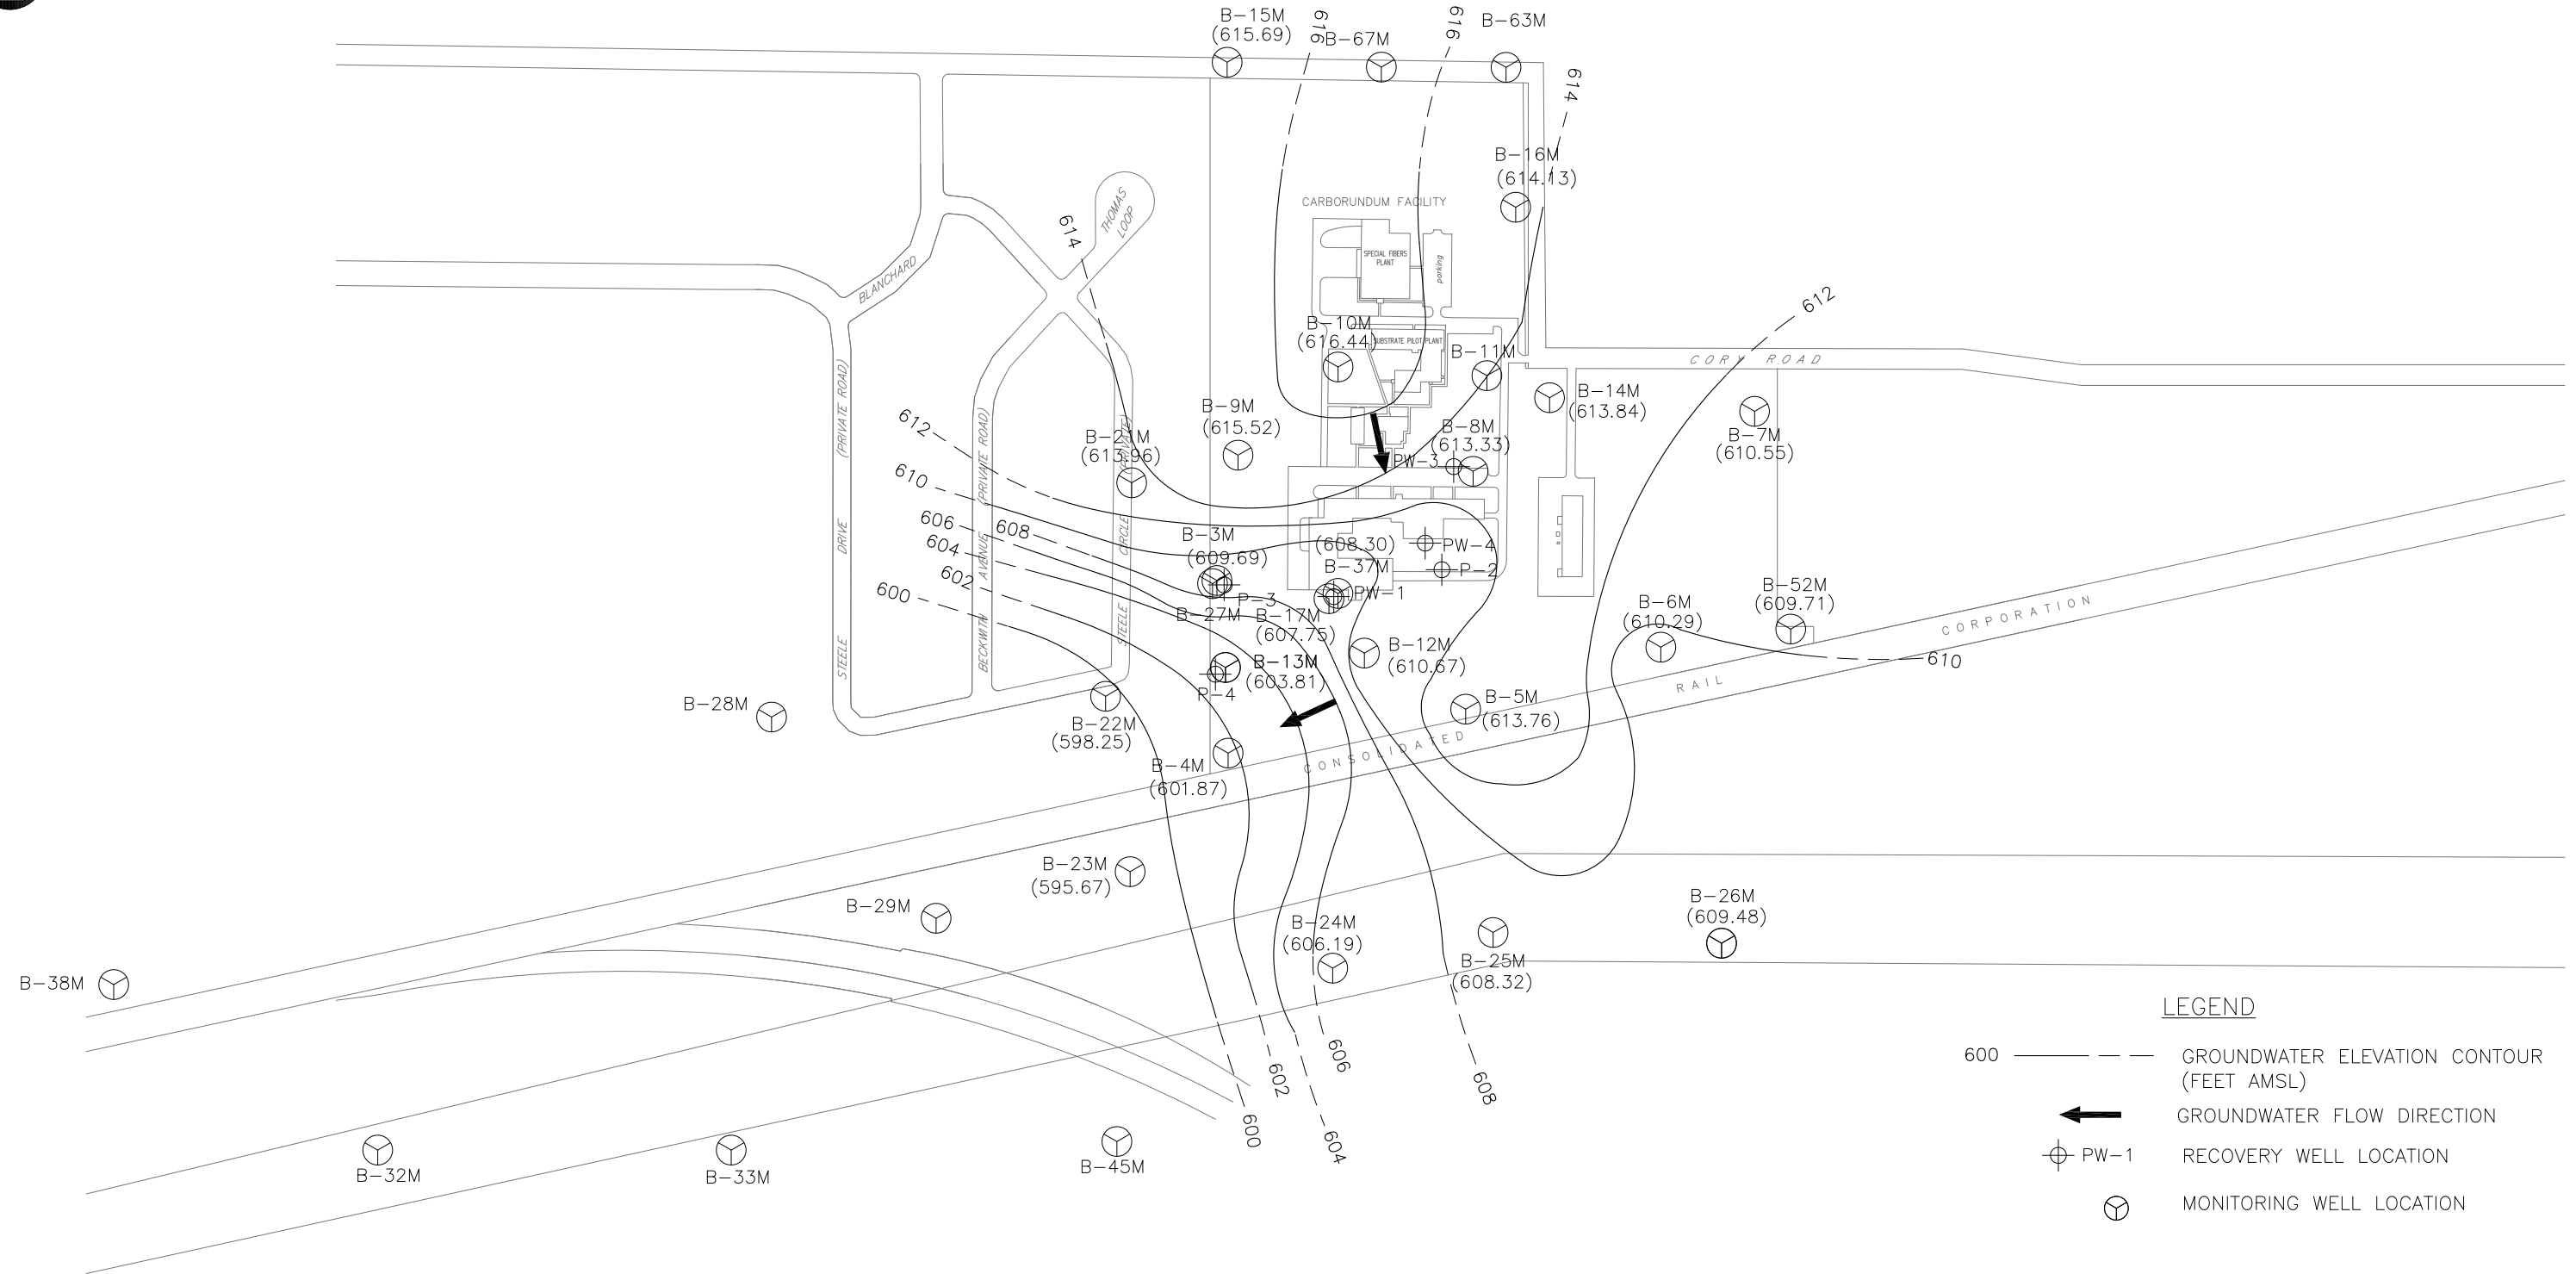 B-15M
(615.69)
616
B-67M
616
B-63M
614
B-16M
(614.13)
CARBORUNDUM FACILITY
THOMAS
LOOP
614
SPECIAL FIBERS
PLANT
parking
BLANCHARD
612
B-10M
(616.44)
SUBSTRATE PILOT PLANT
B-11M
CORY ROAD
B-14M
(613.84)
B-7M
(610.55)
STEELE DRIVE (PRIVATE ROAD)
BECKWITH AVENUE (PRIVATE ROAD)
STEELE CIRCLE (PRIVATE)
612
B-9M
(615.52)
B-21M
(613.96)
B-8M
(613.33)
PW-3
610
606
608
604
602
600
B-3M
(609.69)
(608.30)
PW-4
B-37M
P-2
P-3
PW-1
B-27M
B-17M
(607.75)
B-52M
(609.71)
B-6M
(610.29)
B-12M
(610.67)
610
B-13M
(603.81)
P-4
B-5M
(613.76)
CONSOLIDATED RAIL CORPORATION
B-28M
B-22M
(598.25)
B-4M
(601.87)
B-23M
(595.67)
B-29M
B-24M
(606.19)
B-26M
(609.48)
B-25M
(608.32)
B-38M
606
602
608
600
604
B-32M
B-33M
B-45M
LEGEND
600 GROUNDWATER ELEVATION CONTOUR
(FEET AMSL)
GROUNDWATER FLOW DIRECTION
PW-1 RECOVERY WELL LOCATION
MONITORING WELL LOCATION